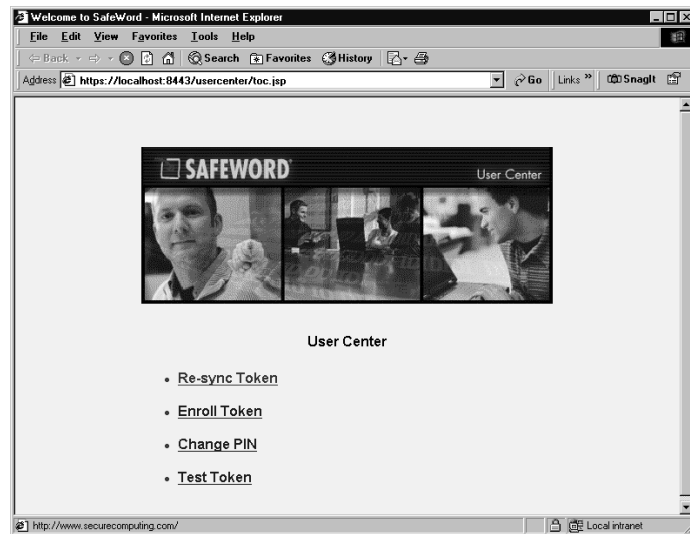 Welcome to SafeWord - Microsoft Internet Explorer
File Edit View Favorites Tools Help
Back Search Favorites History
Address https://localhost:8443/usercenter/toc.jsp Go Links » SnagIt
SAFEWORD
User Center
User Center
Re-sync Token
Enroll Token
Change PIN
Test Token
http://www.securecomputing.com/ Local intranet